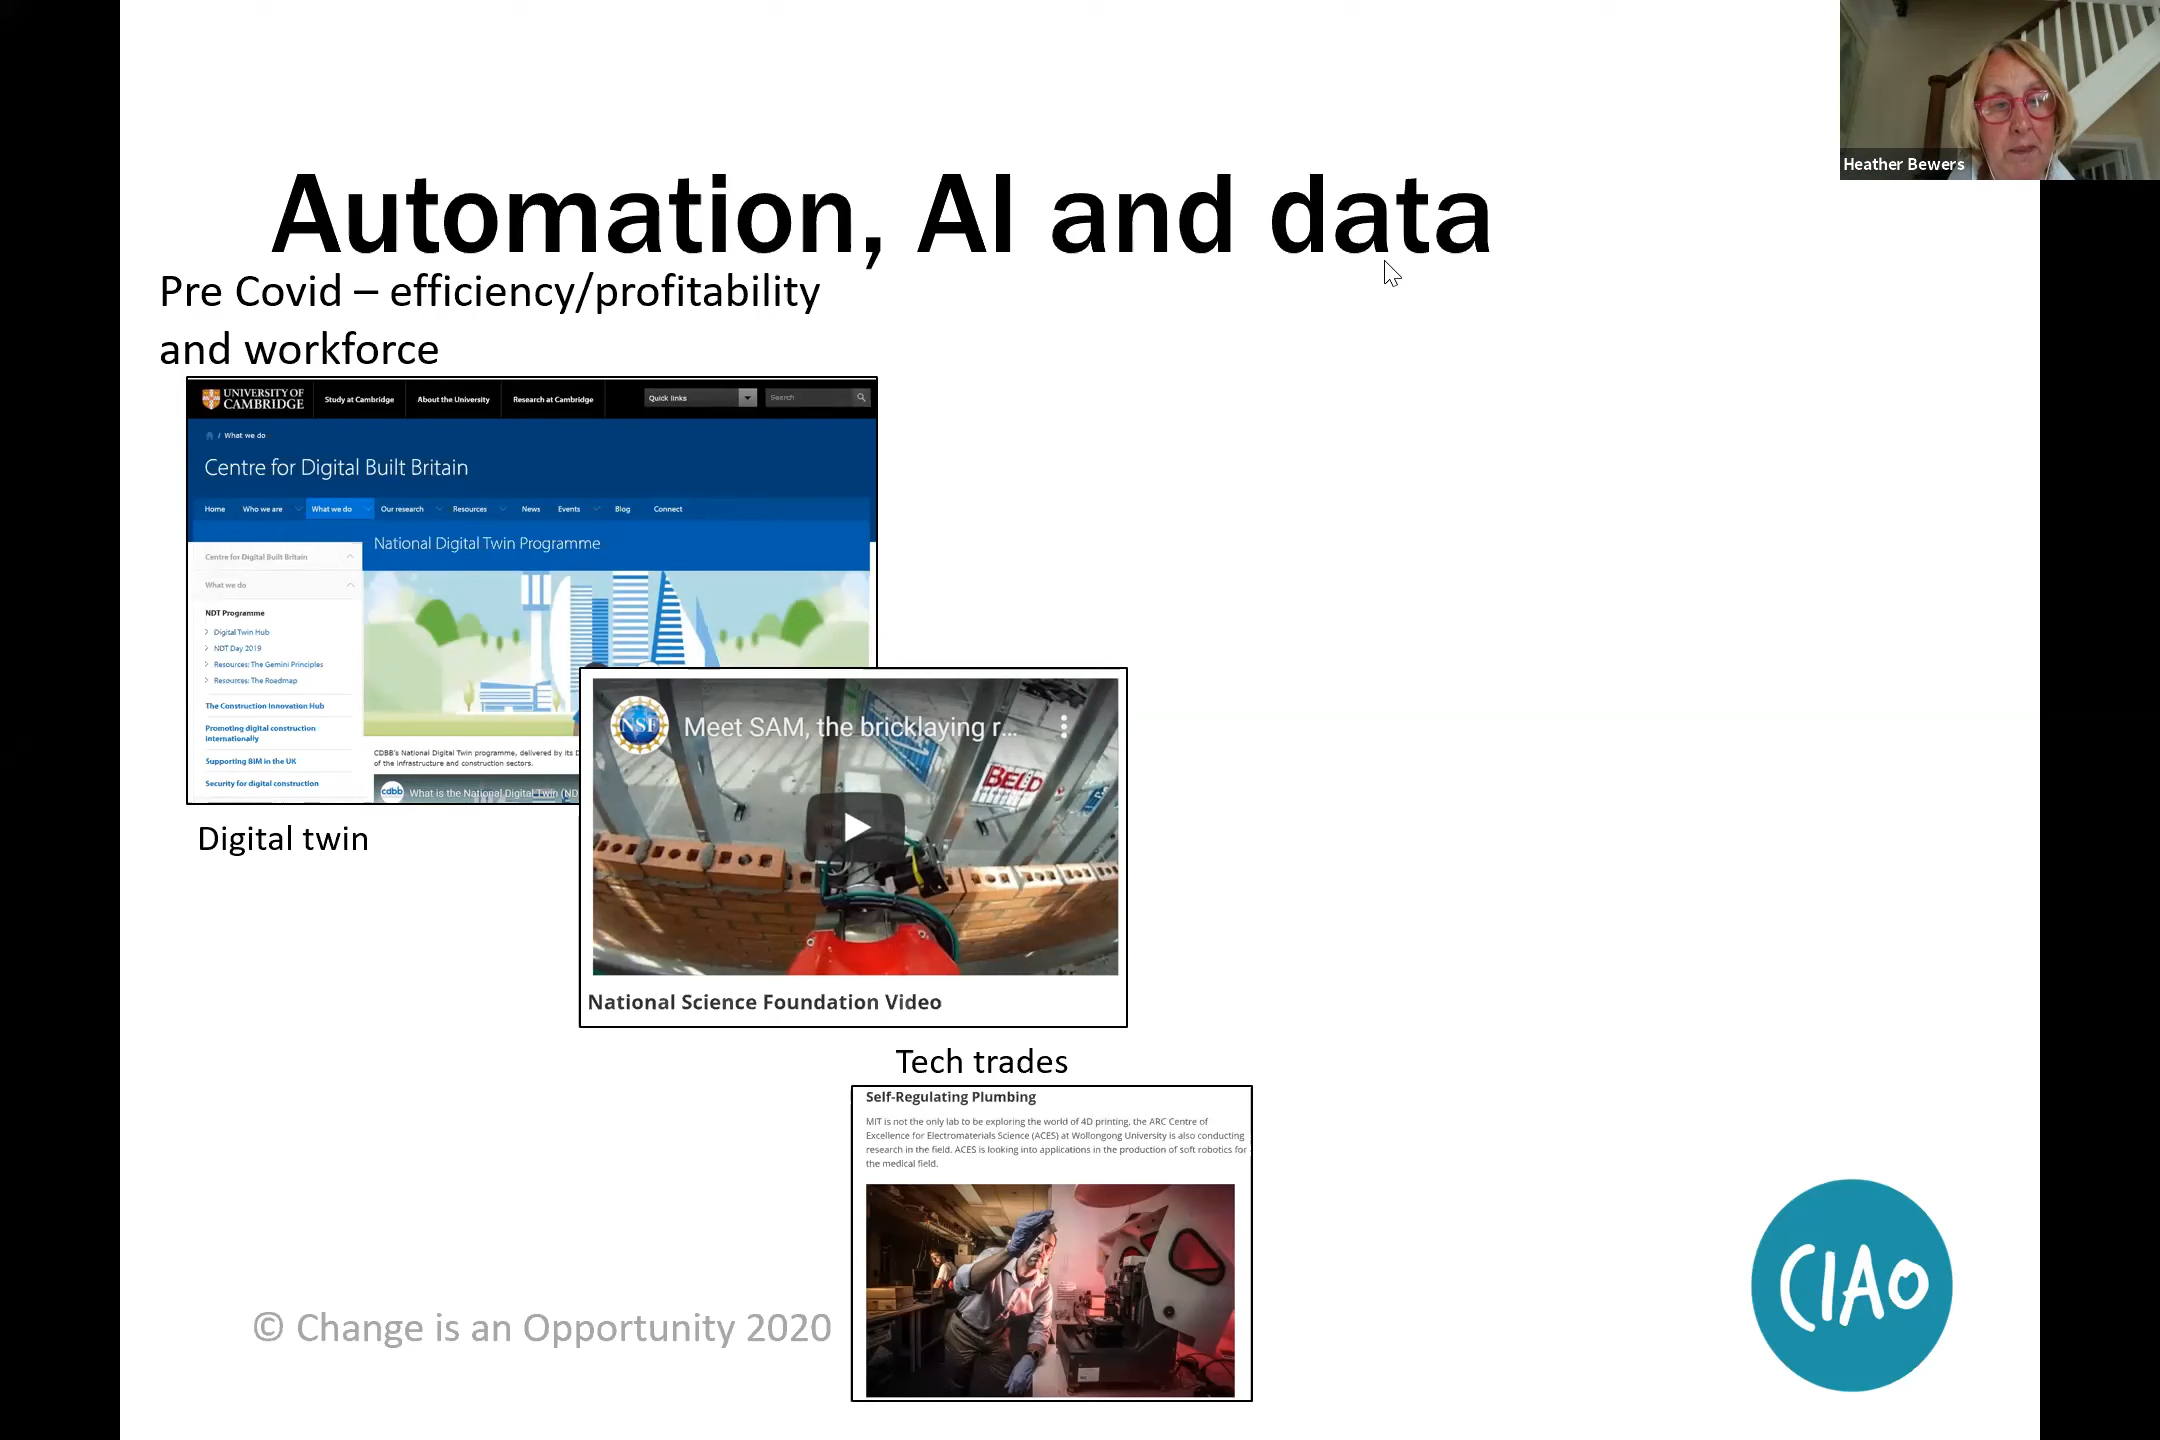 Heather Bewers
Automation, AI and data
Pre Covid – efficiency/profitability
and workforce
UNIVERSITY OF
CAMBRIDGE
Study at Cambridge
About the University
Research at Cambridge
Quick links
Search
/ What we do
Centre for Digital Built Britain
Home
Who we are
What we do
Our research
Resources
News
Events
Blog
Connect
National Digital Twin Programme
Centre for Digital Built Britain
What we do
NDT Programme
Digital Twin Hub
NDT Day 2019
Resources: The Gemini Principles
Resources: The Roadmap
The Construction Innovation Hub
Promoting digital construction
internationally
Supporting BIM in the UK
Security for digital construction
CDBB's National Digital Twin programme, delivered by its D
of the infrastructure and construction sectors.
cdbb
What is the National Digital Twin (ND
Digital twin
NSF
Meet SAM, the bricklaying r...
BELD
National Science Foundation Video
Tech trades
Self-Regulating Plumbing
MIT is not the only lab to be exploring the world of 4D printing, the ARC Centre of
Excellence for Electromaterials Science (ACES) at Wollongong University is also conducting
research in the field. ACES is looking into applications in the production of soft robotics for
the medical field.
© Change is an Opportunity 2020
CIAO